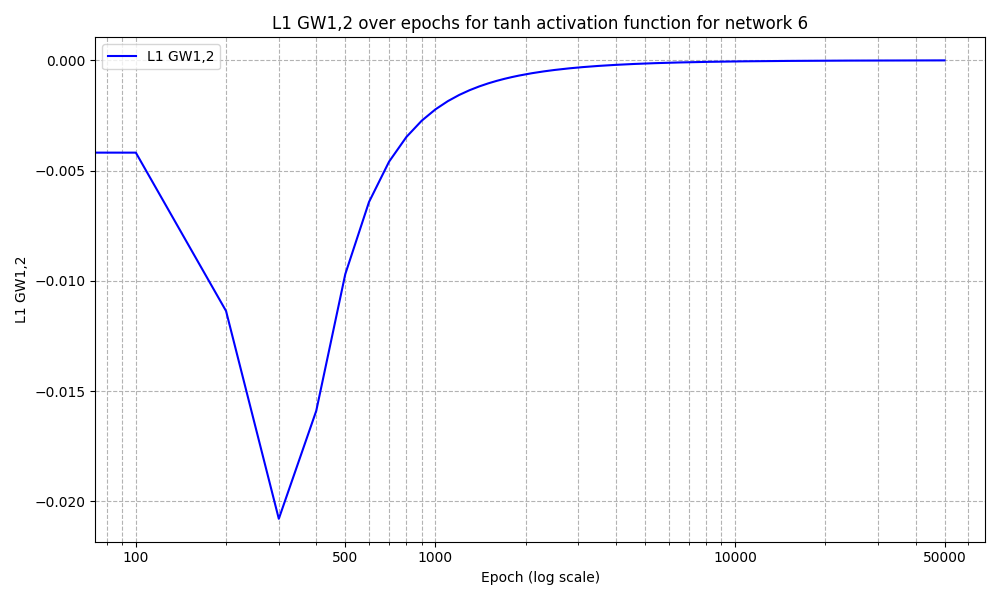 L1 GW1,2 over epochs for tanh activation function for network 6
L1 GW1,2
0.000
−0.005
−0.010
−0.015
−0.020
L1 GW1,2
100
500
1000
10000
50000
Epoch (log scale)